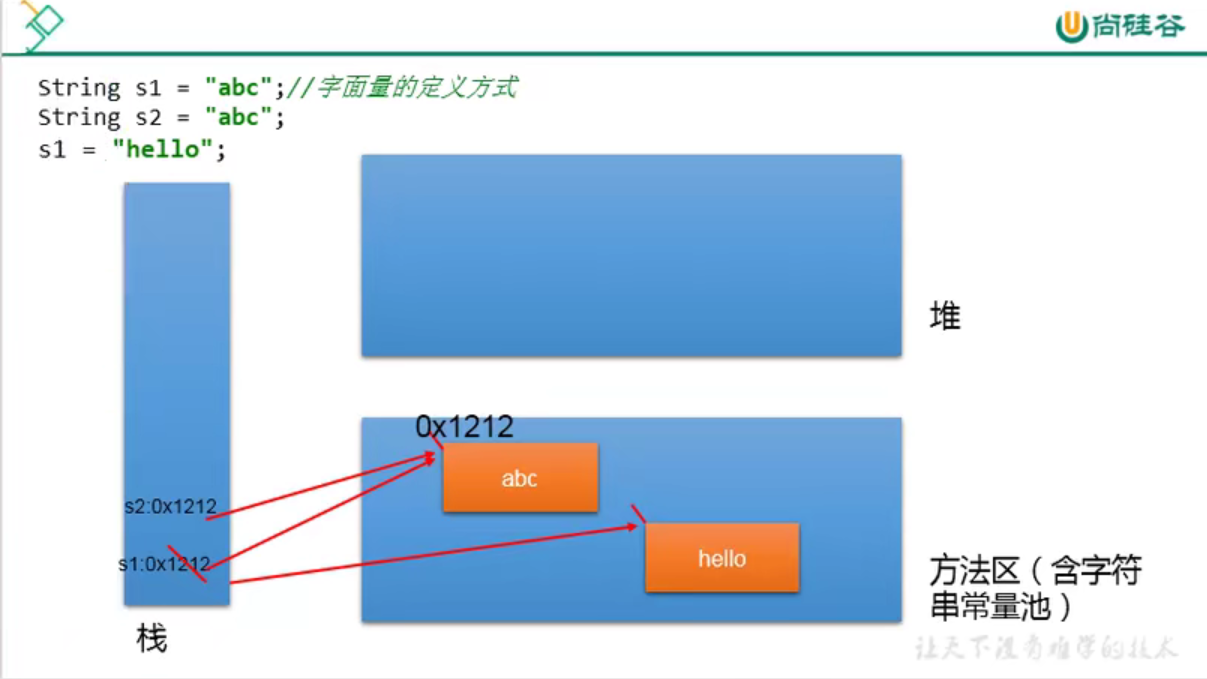 尚硅谷
String s1 = "abc";//字面量的定义方式
String s2 = "abc";
s1 = "hello";
堆
0x1212
abc
s2:0x1212
s1:0x1212
hello
方法区（含字符
串常量池）
栈
让天下没有难学的技术